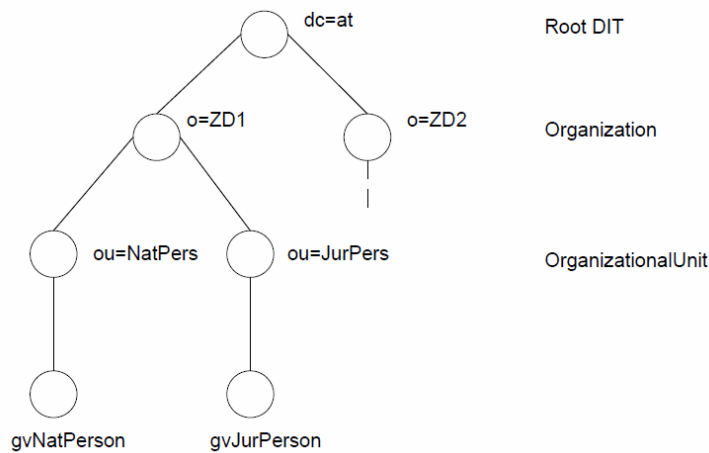 dc=at
Root DIT
o=ZD1
o=ZD2
Organization
ou=NatPers
ou=JurPers
OrganizationalUnit
gvNatPerson
gvJurPerson